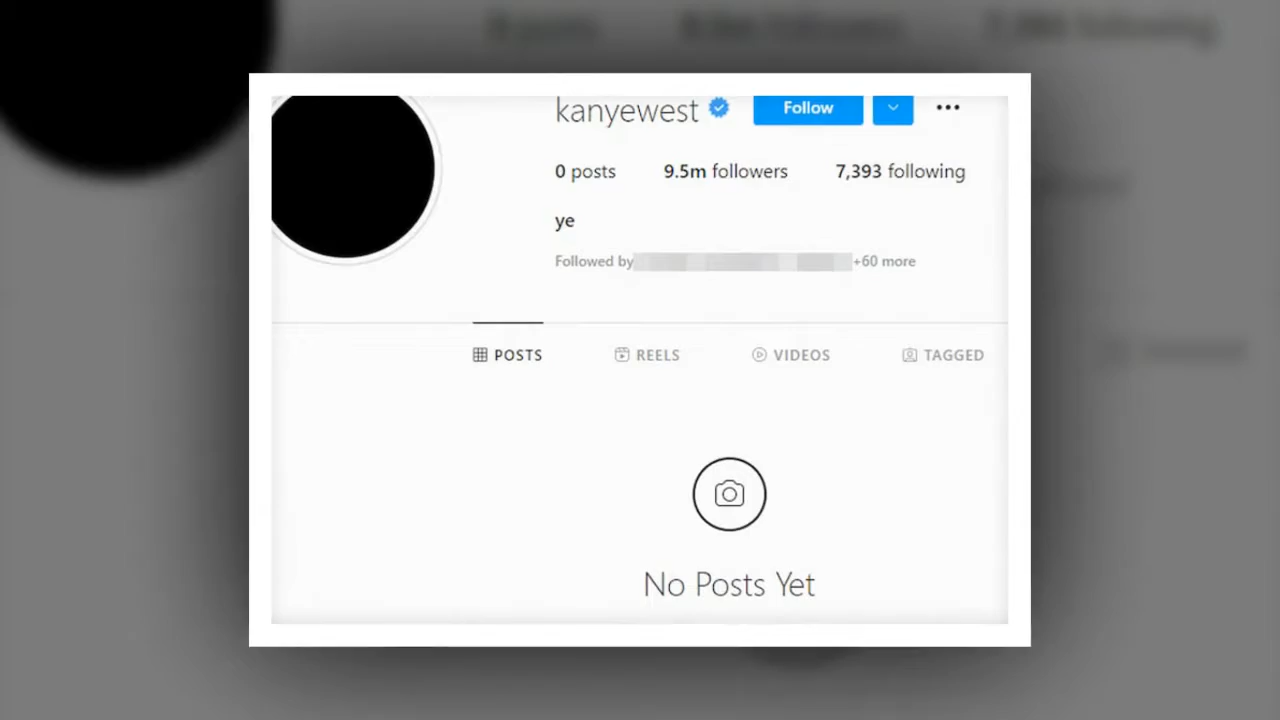 kanyewest Follow
0 posts 9.5m followers 7,393 following
ye
Followed by +60 more
POSTS REELS VIDEOS TAGGED
No Posts Yet